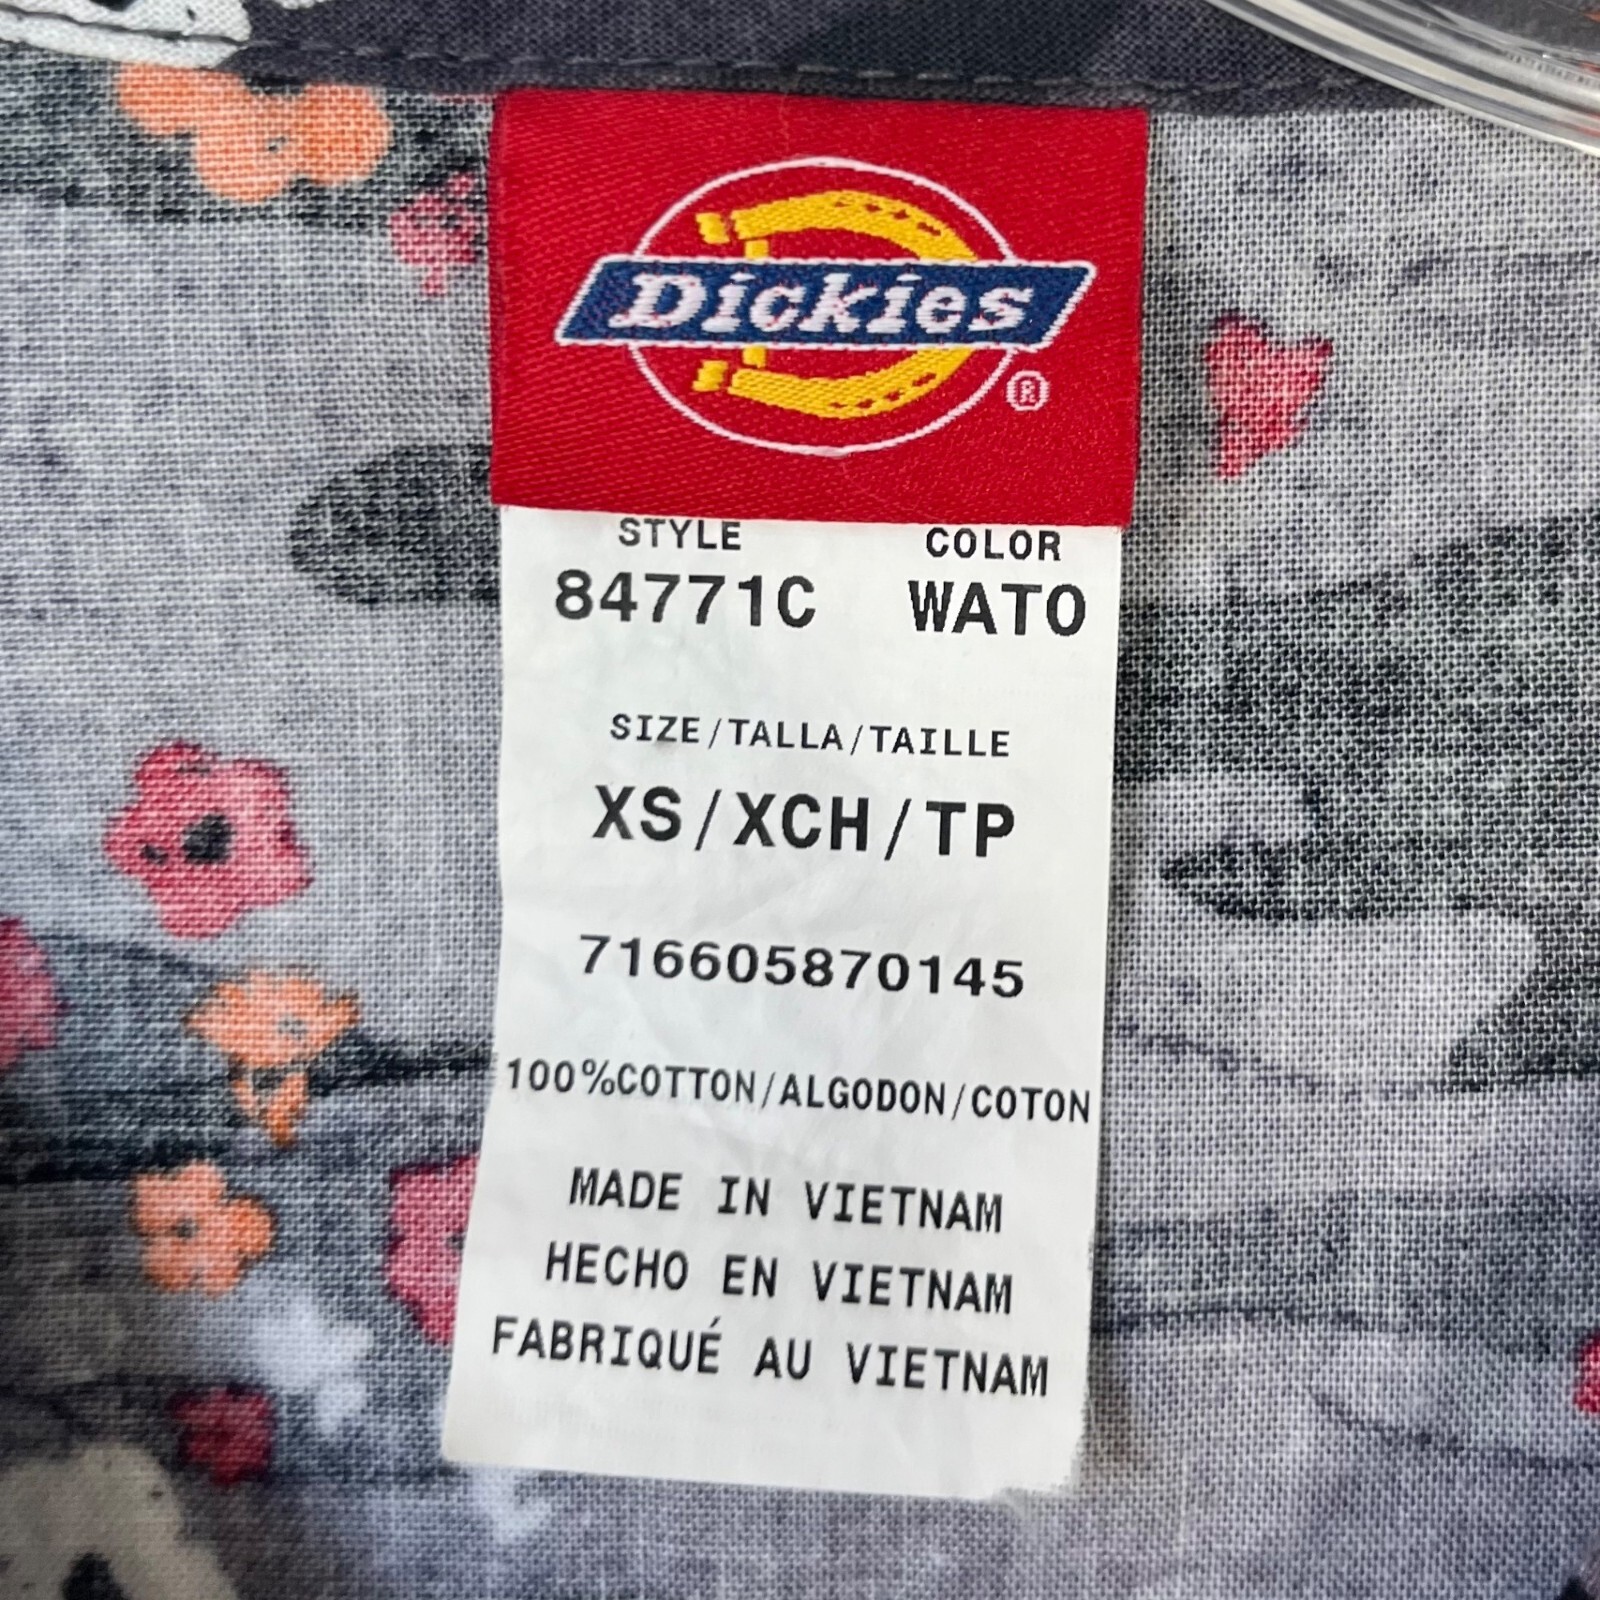 Dickies
®
STYLE COLOR
84771C WATO
SIZE/TALLA/TAILLE
XS/XCH/TP
716605870145
100%COTTON/ALGODON/COTON
MADE IN VIETNAM
HECHO EN VIETNAM
FABRIQUÉ AU VIETNAM